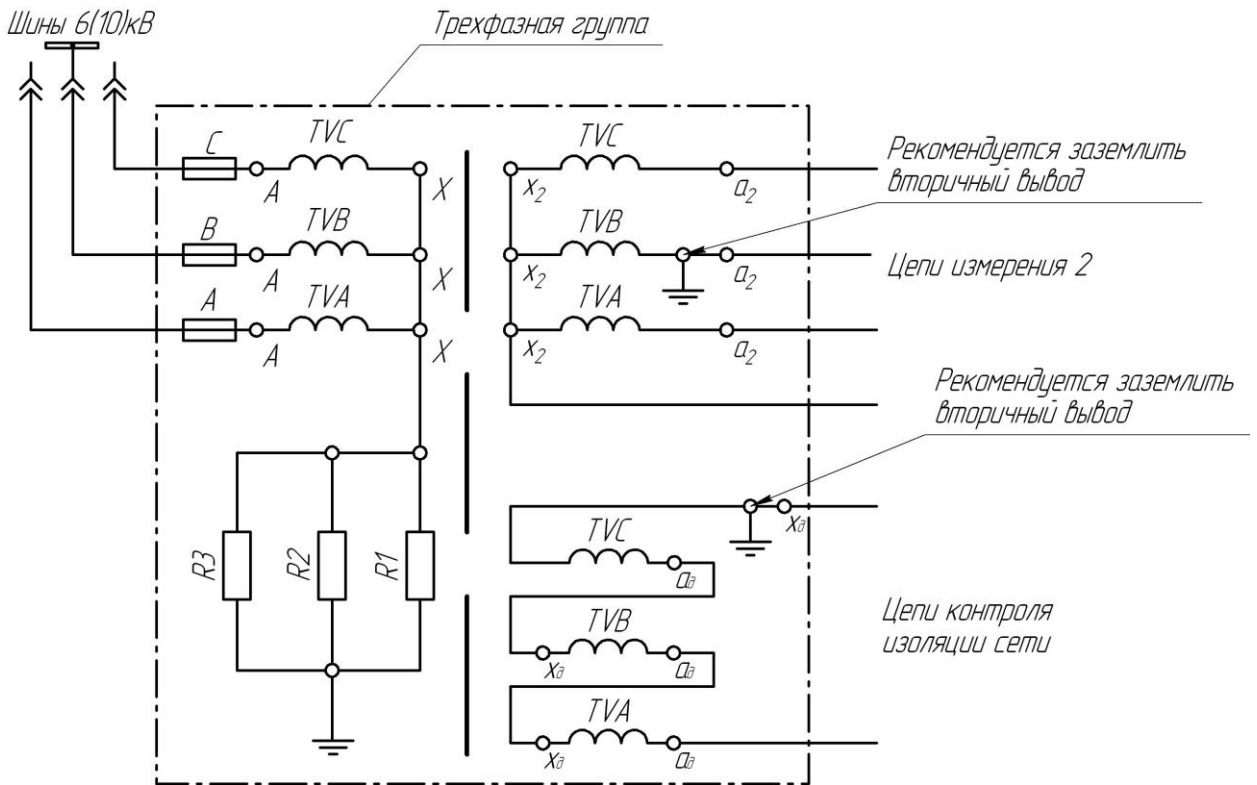 Шины 6(10)кВ
Трехфазная группа
C
TVC
A
X
B
TVB
A
X
A
TVA
A
X
TVC
x₂
a₂
TVB
x₂
a₂
TVA
x₂
a₂
Рекомендуется заземлить
вторичный вывод
Цепи измерения 2
Рекомендуется заземлить
вторичный вывод
R3
R2
R1
xд
TVC
aд
TVB
xд
aд
TVA
xд
aд
Цепи контроля
изоляции сети